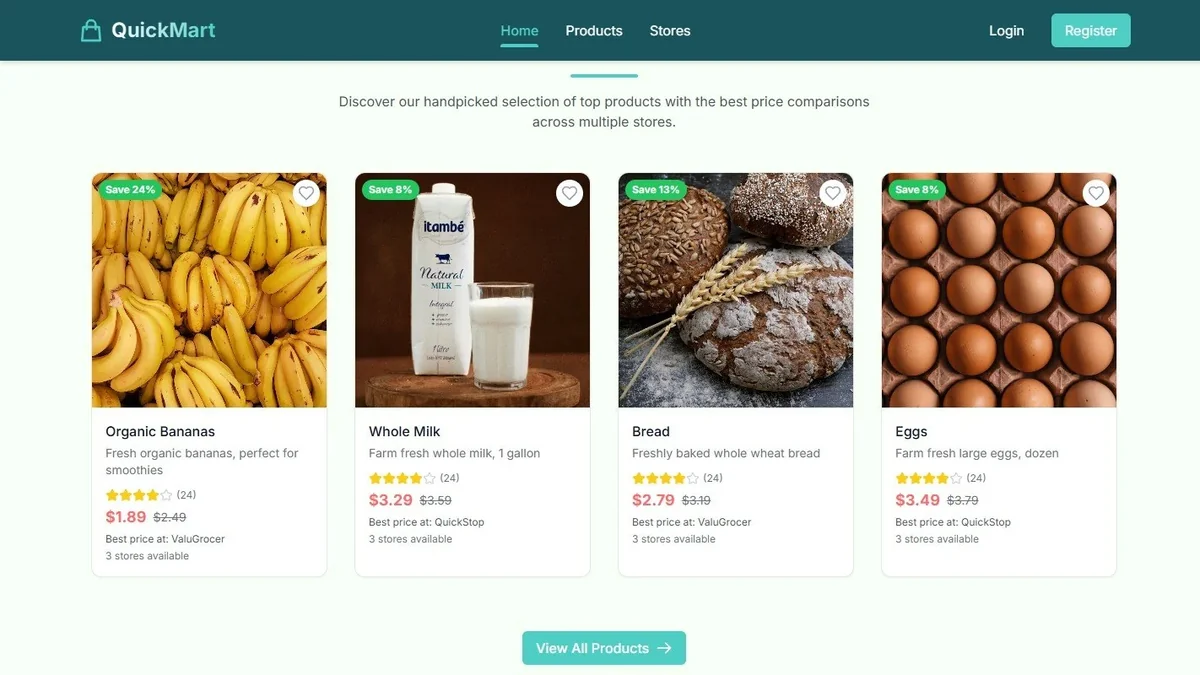 QuickMart
Home
Products
Stores
Login
Register
Discover our handpicked selection of top products with the best price comparisons
across multiple stores.
Save 24%
Save 8%
Save 13%
Save 8%
itambé
Natural
MILK
Integral
Organic Bananas
Fresh organic bananas, perfect for
smoothies
(24)
$1.89 $2.49
Best price at: ValuGrocer
3 stores available
Whole Milk
Farm fresh whole milk, 1 gallon
(24)
$3.29 $3.59
Best price at: QuickStop
3 stores available
Bread
Freshly baked whole wheat bread
(24)
$2.79 $3.19
Best price at: ValuGrocer
3 stores available
Eggs
Farm fresh large eggs, dozen
(24)
$3.49 $3.79
Best price at: QuickStop
3 stores available
View All Products